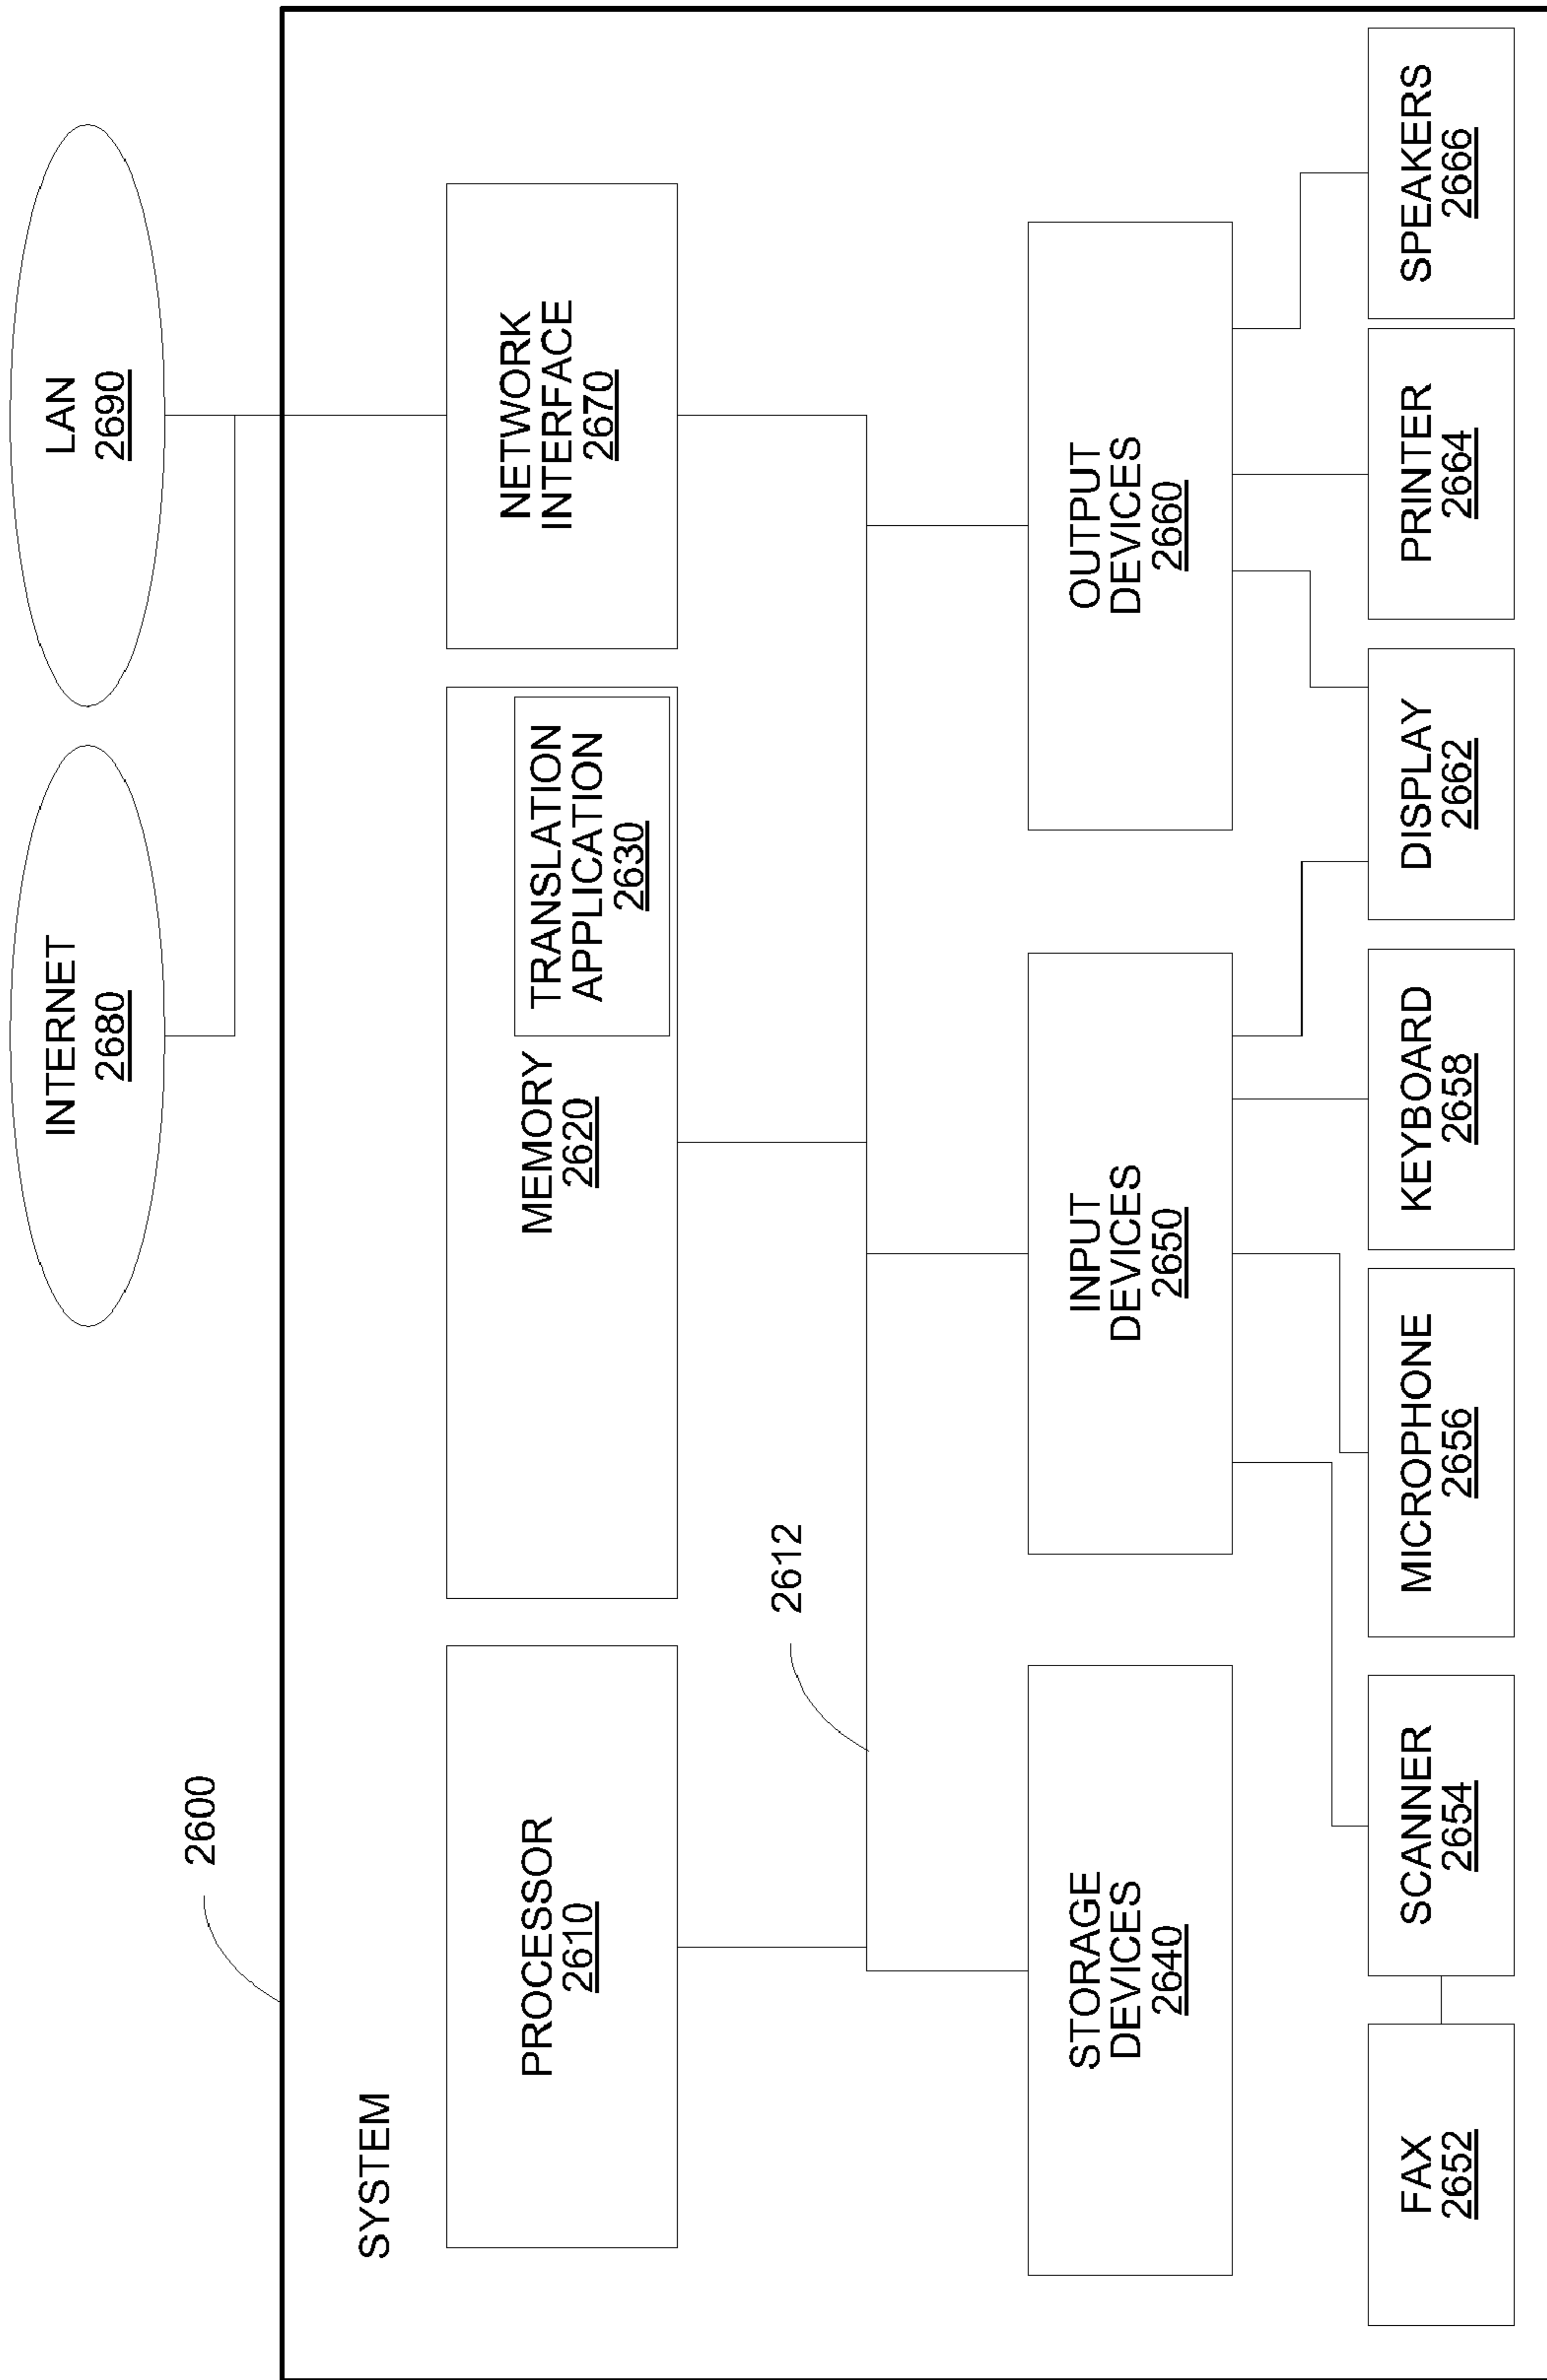 INTERNET
2680
LAN
2690
2600
SYSTEM
PROCESSOR
2610
MEMORY
2620
TRANSLATION
APPLICATION
2630
NETWORK
INTERFACE
2670
2612
STORAGE
DEVICES
2640
INPUT
DEVICES
2650
OUTPUT
DEVICES
2660
FAX
2652
SCANNER
2654
MICROPHONE
2656
KEYBOARD
2658
DISPLAY
2662
PRINTER
2664
SPEAKERS
2666